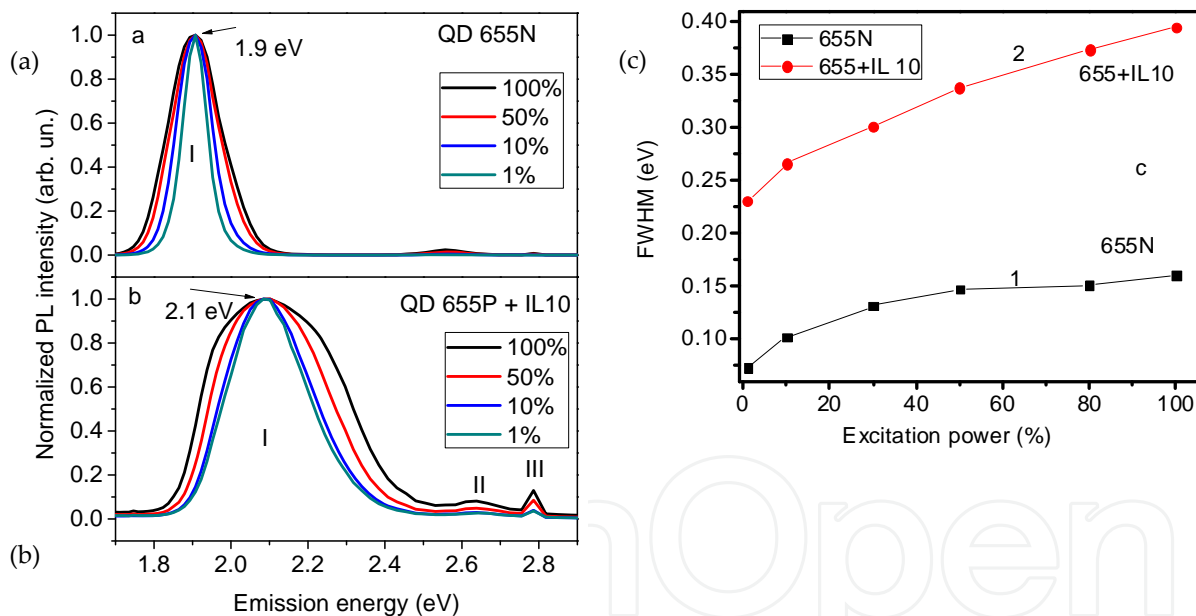 (a)
Normalized PL intensity (arb. un.)
1.0
0.8
0.6
0.4
0.2
0.0
a
1.9 eV
QD 655N
100%
50%
10%
1%
I
1.0
0.8
0.6
0.4
0.2
0.0
b
2.1 eV
QD 655P + IL10
100%
50%
10%
1%
I
II
III
1.8 2.0 2.2 2.4 2.6 2.8
Emission energy (eV)
(b)
(c)
FWHM (eV)
0.40
0.35
0.30
0.25
0.20
0.15
0.10
655N
655+IL 10
2
655+IL10
c
655N
1
0 20 40 60 80 100
Excitation power (%)
nOpen